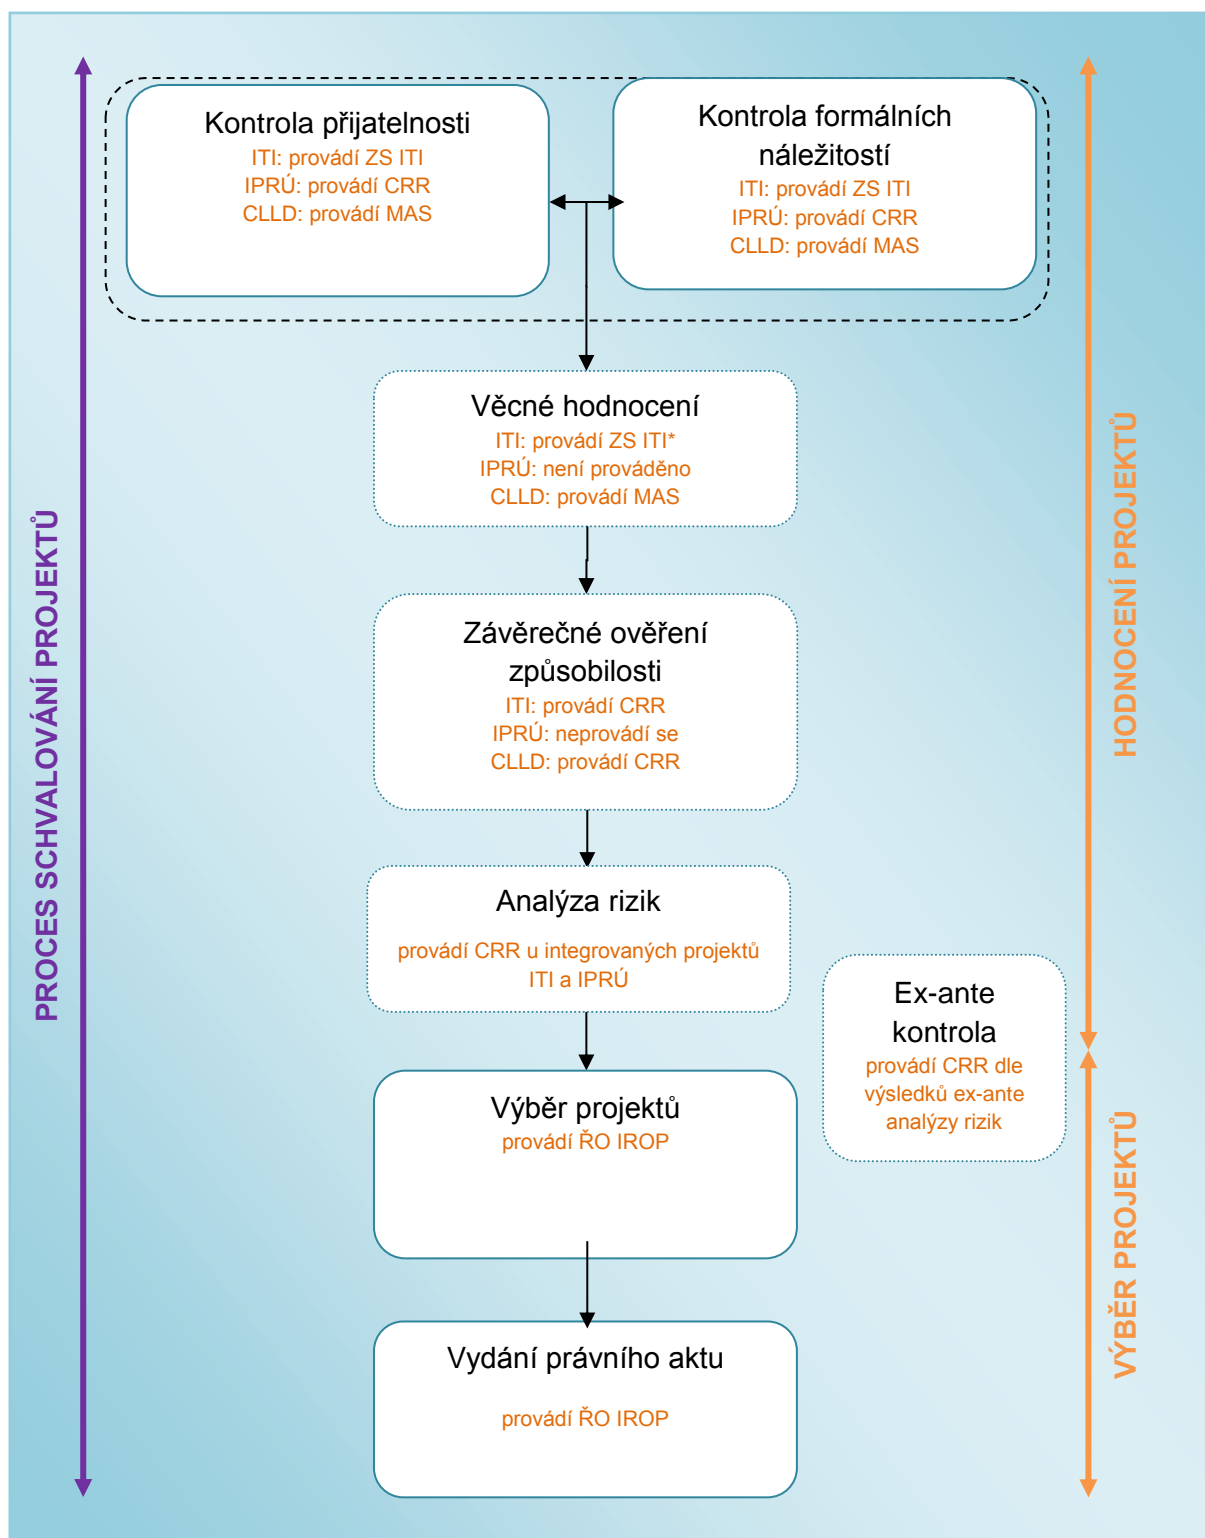 Kontrola přijatelnosti
ITI: provádí ZS ITI
IPRÚ: provádí CRR
CLLD: provádí MAS
Kontrola formálních
náležitostí
ITI: provádí ZS ITI
IPRÚ: provádí CRR
CLLD: provádí MAS
Věcné hodnocení
ITI: provádí ZS ITI*
IPRÚ: není prováděno
CLLD: provádí MAS
Závěrečné ověření
způsobilosti
ITI: provádí CRR
IPRÚ: neprovádí se
CLLD: provádí CRR
Analýza rizik
provádí CRR u integrovaných projektů
ITI a IPRÚ
Ex-ante
kontrola
provádí CRR dle
výsledků ex-ante
analýzy rizik
Výběr projektů
provádí ŘO IROP
Vydání právního aktu
provádí ŘO IROP
PROCES SCHVALOVÁNÍ PROJEKTŮ
HODNOCENÍ PROJEKTŮ
VÝBĚR PROJEKTŮ